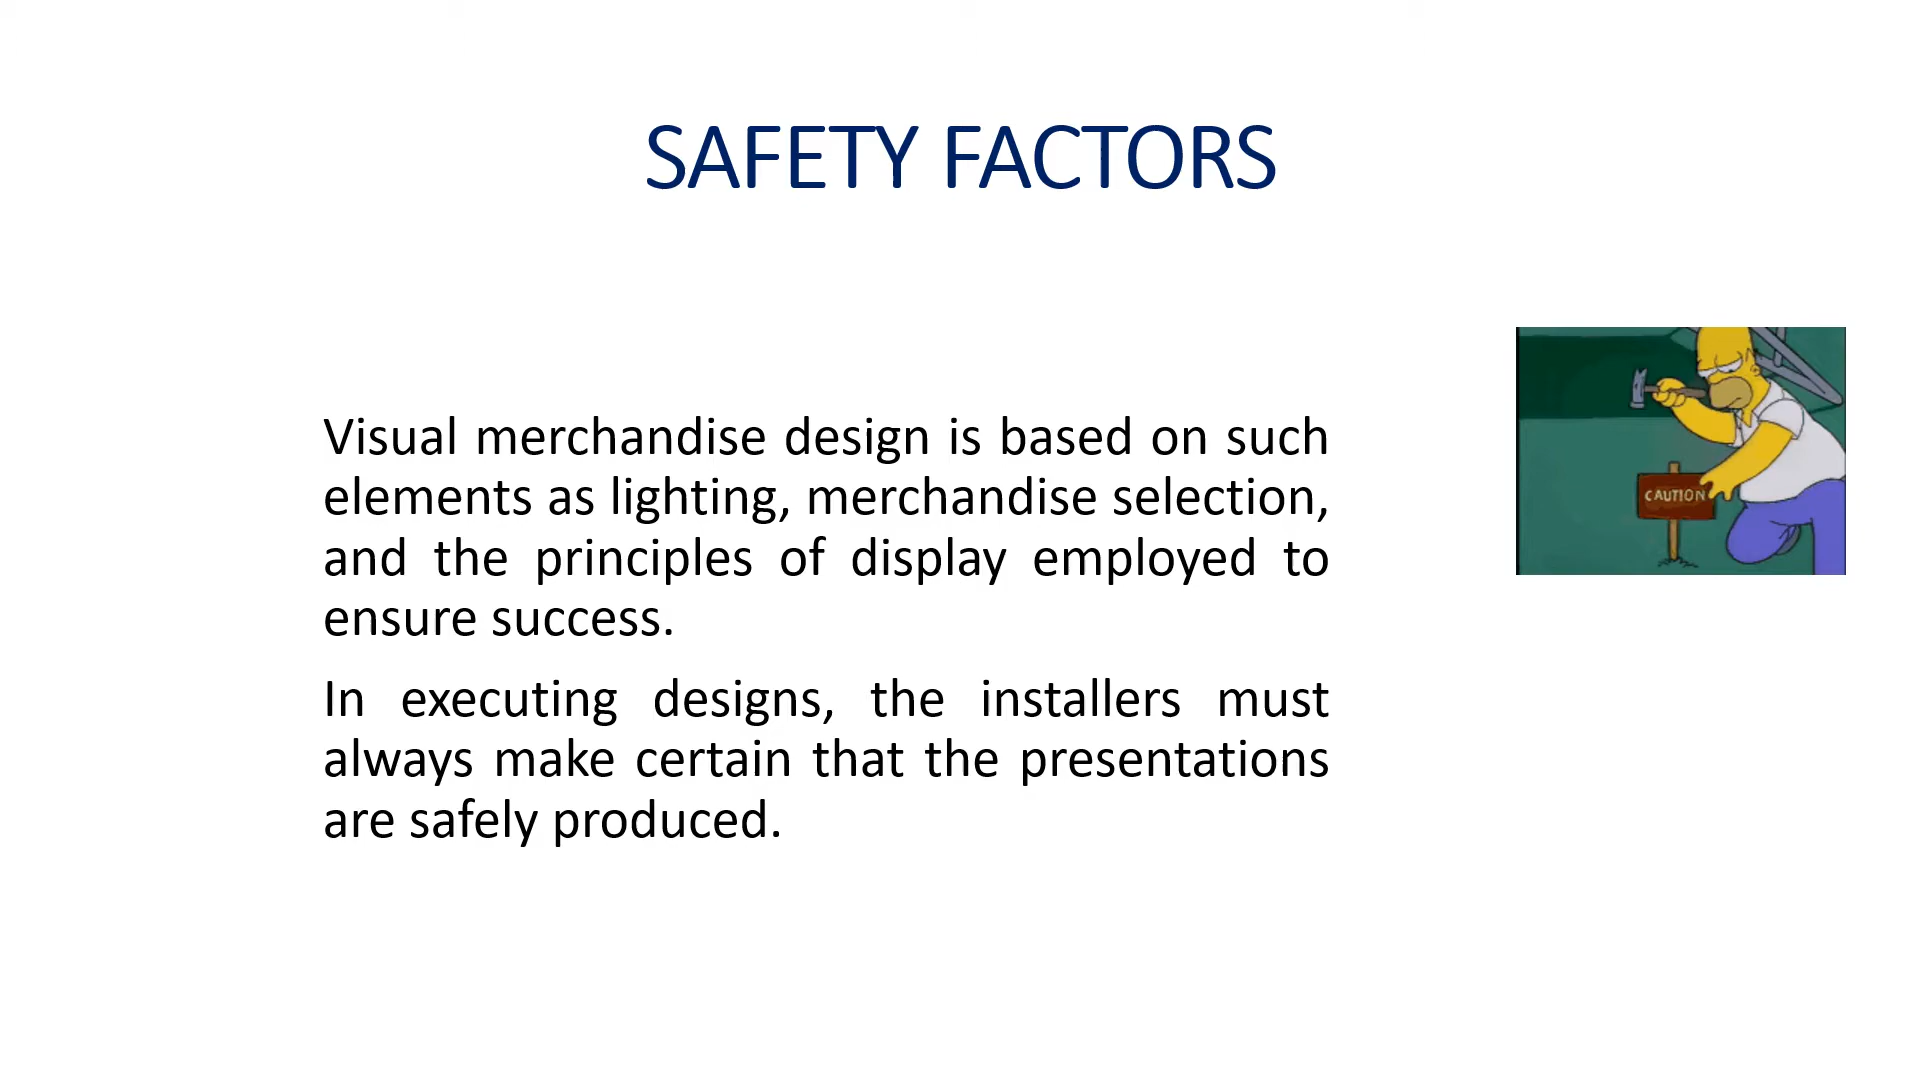 SAFETY FACTORS
Visual merchandise design is based on such
elements as lighting, merchandise selection,
and the principles of display employed to
ensure success.
In executing designs, the installers must
always make certain that the presentations
are safely produced.
CAUTION